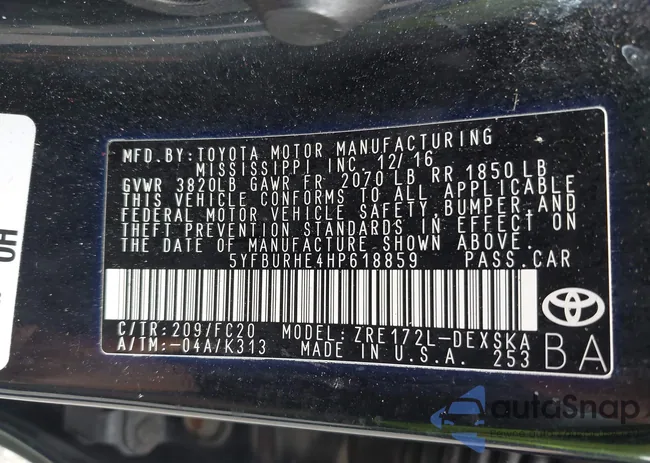 MFD.BY:TOYOTA MOTOR MANUFACTURING
MISSISSIPPI INC. 12/16
GVWR 3820LB GAWR FR 2070LB RR 1850LB
THIS VEHICLE CONFORMS TO ALL APPLICABLE
FEDERAL MOTOR VEHICLE SAFETY,BUMPER,AND
THEFT PREVENTION STANDARDS IN EFFECT ON
THE DATE OF MANUFACTURE SHOWN ABOVE.
5YFBURHE4HP618859 PASS.CAR
C/TR:209/FC20 MODEL:ZRE172L-DEXSKA
A/TM:-04A/K313 MADE IN U.S.A. 253
BA
OH
autoSnap